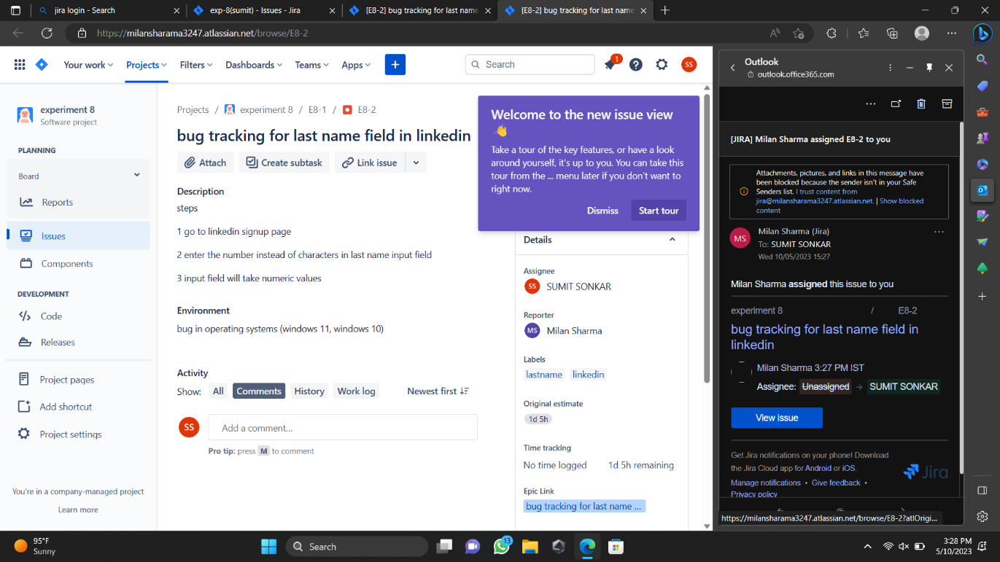 jira login - Search
exp-8(sumit) - Issues - Jira
[E8-2] bug tracking for last name
[E8-2] bug tracking for last name
https://milansharama3247.atlassian.net/browse/E8-2
Your work
Projects
Filters
Dashboards
Teams
Apps
Search
1
SS
experiment 8
Software project
PLANNING
Board
Reports
Issues
Components
DEVELOPMENT
Code
Releases
Project pages
Add shortcut
Project settings
You're in a company-managed project
Learn more
Projects / experiment 8 / E8-1 / E8-2
bug tracking for last name field in linkedin
Attach
Create subtask
Link issue
Description
steps
1 go to linkedin signup page
2 enter the number instead of characters in last name input field
3 input field will take numeric values
Environment
bug in operating systems (windows 11, windows 10)
Activity
Show: All Comments History Work log Newest first
SS
Add a comment...
Pro tip: press M to comment
Welcome to the new issue view
👋
Take a tour of the key features, or have a look
around yourself, it's up to you. You can take this
tour from the ... menu later if you don't want to
right now.
Dismiss
Start tour
Details
Assignee
SS SUMIT SONKAR
Reporter
MS Milan Sharma
Labels
lastname linkedin
Original estimate
1d 5h
Time tracking
No time logged 1d 5h remaining
Epic Link
bug tracking for last name ...
Outlook
outlook.office365.com
[JIRA] Milan Sharma assigned E8-2 to you
Attachments, pictures, and links in this message have
been blocked because the sender isn't in your Safe
Senders list. I trust content from
jira@milansharama3247.atlassian.net. | Show blocked
content
MS
Milan Sharma (Jira)
To: SUMIT SONKAR
Wed 10/05/2023 15:27
Milan Sharma assigned this issue to you
experiment 8 / E8-2
bug tracking for last name field in
linkedin
Milan Sharma 3:27 PM IST
Assignee: Unassigned → SUMIT SONKAR
View issue
Get Jira notifications on your phone! Download
the Jira Cloud app for Android or iOS.
Manage notifications • Give feedback •
Privacy policy
Jira
https://milansharama3247.atlassian.net/browse/E8-2?atlOrigi...
95°F
Sunny
Search
13
3:28 PM
5/10/2023